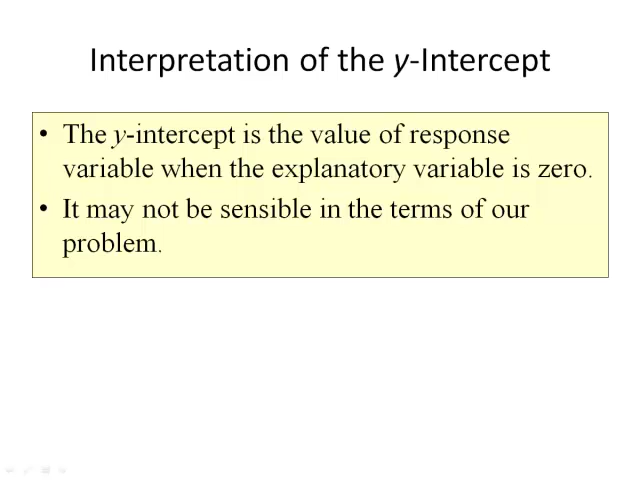 Interpretation of the y-Intercept
• The y-intercept is the value of response
variable when the explanatory variable is zero.
• It may not be sensible in the terms of our
problem.